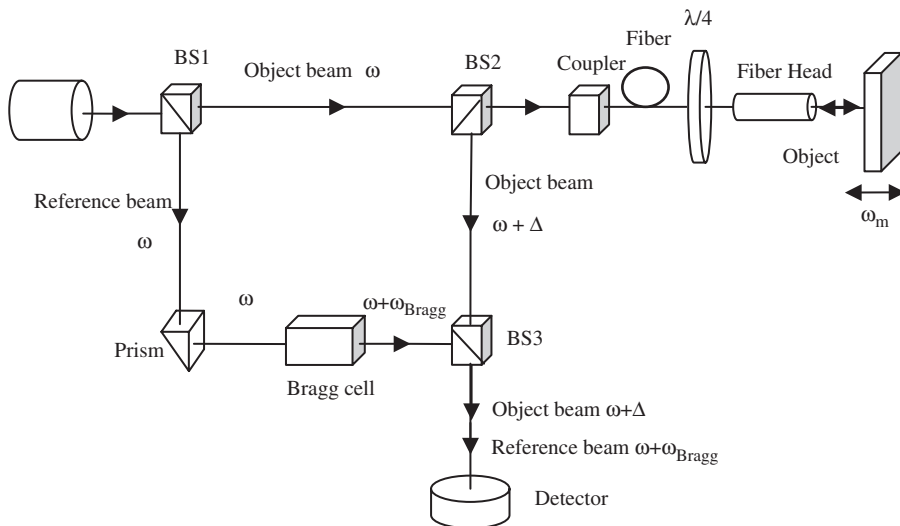 λ/4
BS1
Object beam ω
BS2
Coupler
Fiber
Fiber Head
Object
ω_m
Reference beam
ω
Object beam
ω + Δ
ω
ω+ω_Bragg
Prism
Bragg cell
BS3
Object beam ω+Δ
Reference beam ω+ω_Bragg
Detector